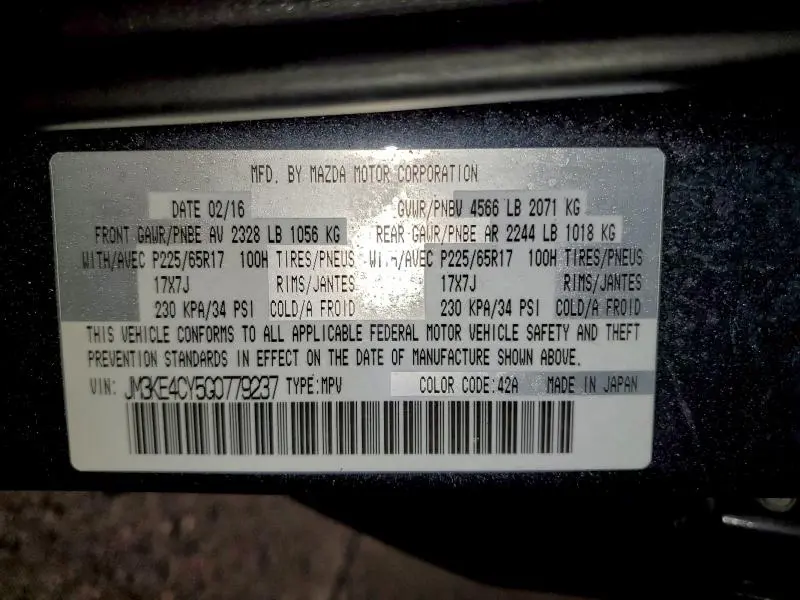 MFD. BY MAZDA MOTOR CORPORATION
DATE 02/16 GVWR/PNBV 4566 LB 2071 KG
FRONT GAWR/PNBE AV 2328 LB 1056 KG REAR GAWR/PNBE AR 2244 LB 1018 KG
WITH/AVEC P225/65R17 100H TIRES/PNEUS WITH/AVEC P225/65R17 100H TIRES/PNEUS
17X7J RIMS/JANTES 17X7J RIMS/JANTES
230 KPA/34 PSI COLD/A FROID 230 KPA/34 PSI COLD/A FROID
THIS VEHICLE CONFORMS TO ALL APPLICABLE FEDERAL MOTOR VEHICLE SAFETY AND THEFT
PREVENTION STANDARDS IN EFFECT ON THE DATE OF MANUFACTURE SHOWN ABOVE.
VIN: JM3KE4CY5G0779237 TYPE:MPV COLOR CODE:42A MADE IN JAPAN